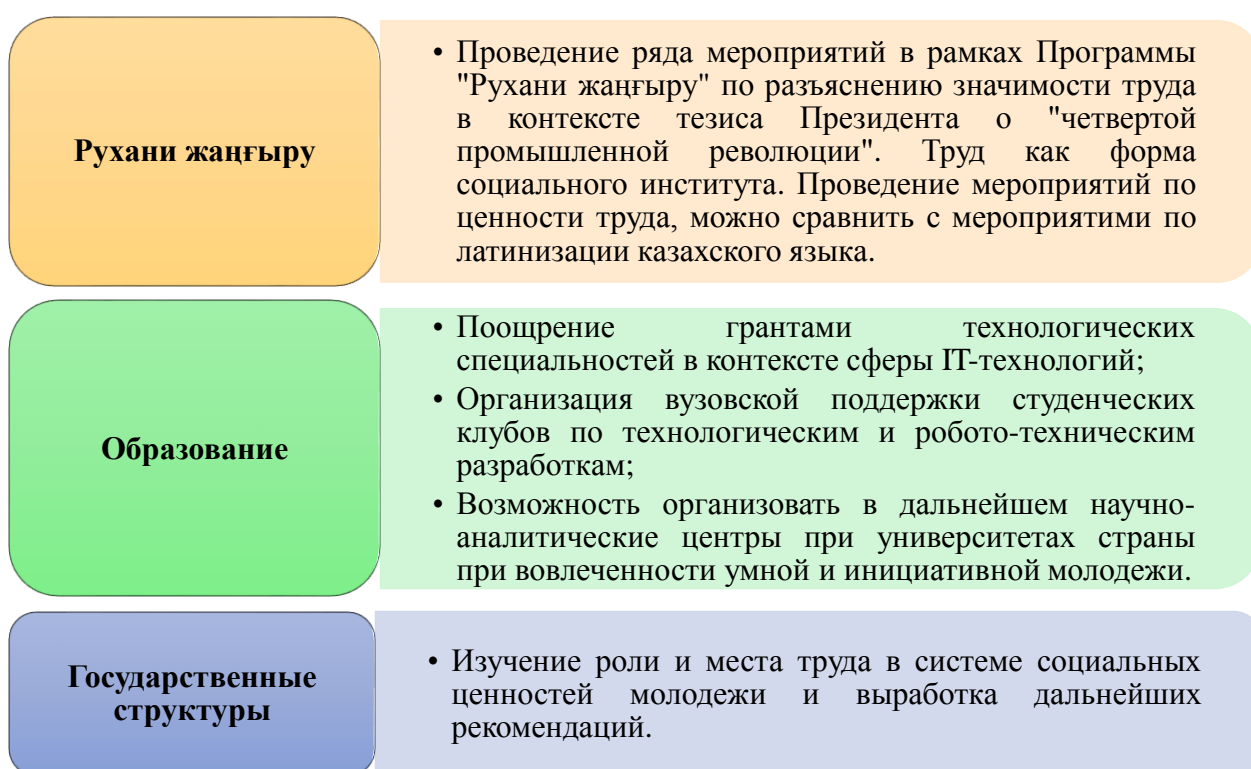 Рухани жаңғыру
• Проведение ряда мероприятий в рамках Программы
"Рухани жаңғыру" по разъяснению значимости труда
в контексте тезиса Президента о "четвертой
промышленной революции". Труд как форма
социального института. Проведение мероприятий по
ценности труда, можно сравнить с мероприятими по
латинизации казахского языка.
Образование
• Поощрение грантами технологических
специальностей в контексте сферы IT-технологий;
• Организация вузовской поддержки студенческих
клубов по технологическим и робото-техническим
разработкам;
• Возможность организовать в дальнейшем научно-
аналитические центры при университетах страны
при вовлеченности умной и инициативной молодежи.
Государственные
структуры
• Изучение роли и места труда в системе социальных
ценностей молодежи и выработка дальнейших
рекомендаций.